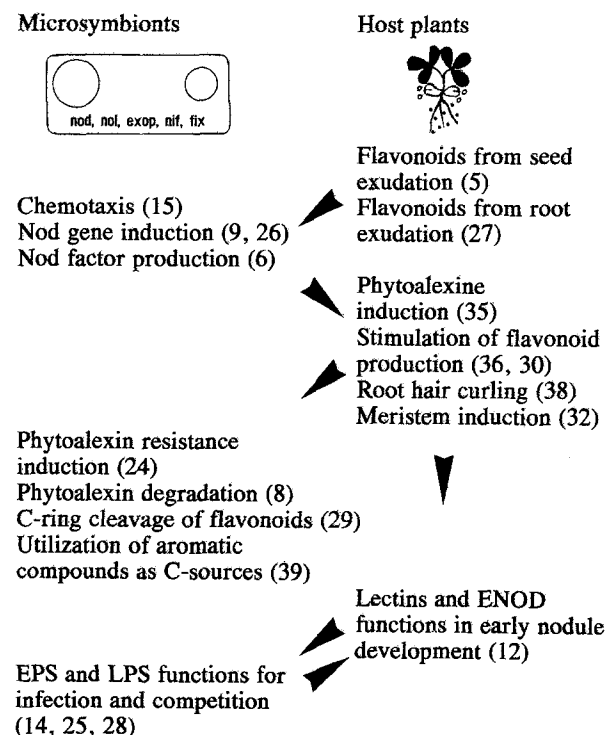 Microsymbionts
Host plants
nod, nol, exop, nif, fix
Flavonoids from seed
exudation (5)
Flavonoids from root
exudation (27)
Chemotaxis (15)
Nod gene induction (9, 26)
Nod factor production (6)
Phytoalexine
induction (35)
Stimulation of flavonoid
production (36, 30)
Root hair curling (38)
Meristem induction (32)
Phytoalexin resistance
induction (24)
Phytoalexin degradation (8)
C-ring cleavage of flavonoids (29)
Utilization of aromatic
compounds as C-sources (39)
Lectins and ENOD
functions in early nodule
development (12)
EPS and LPS functions for
infection and competition
(14, 25, 28)